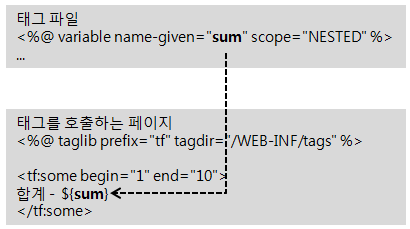 태그 파일
<%@ variable name-given="sum" scope="NESTED" %>
...
태그를 호출하는 페이지
<%@ taglib prefix="tf" tagdir="/WEB-INF/tags" %>
<tf:some begin="1" end="10">
합계 - ${sum}
</tf:some>